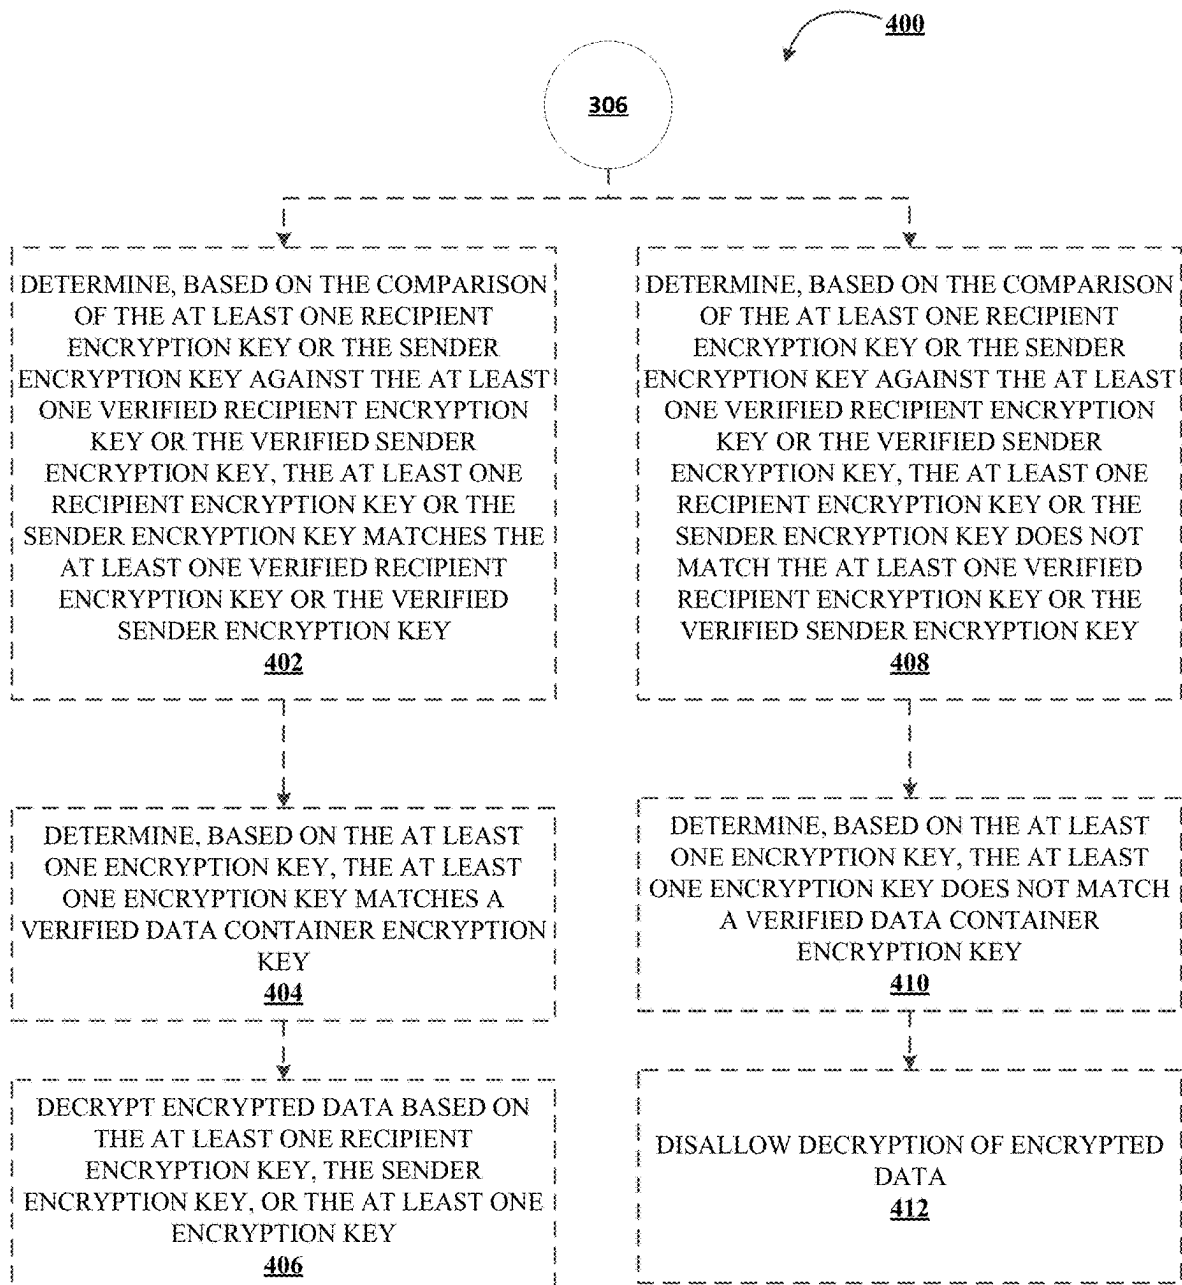 400
306
DETERMINE, BASED ON THE COMPARISON
OF THE AT LEAST ONE RECIPIENT
ENCRYPTION KEY OR THE SENDER
ENCRYPTION KEY AGAINST THE AT LEAST
ONE VERIFIED RECIPIENT ENCRYPTION
KEY OR THE VERIFIED SENDER
ENCRYPTION KEY, THE AT LEAST ONE
RECIPIENT ENCRYPTION KEY OR THE
SENDER ENCRYPTION KEY MATCHES THE
AT LEAST ONE VERIFIED RECIPIENT
ENCRYPTION KEY OR THE VERIFIED
SENDER ENCRYPTION KEY
402
DETERMINE, BASED ON THE AT LEAST
ONE ENCRYPTION KEY, THE AT LEAST
ONE ENCRYPTION KEY MATCHES A
VERIFIED DATA CONTAINER ENCRYPTION
KEY
404
DECRYPT ENCRYPTED DATA BASED ON
THE AT LEAST ONE RECIPIENT
ENCRYPTION KEY, THE SENDER
ENCRYPTION KEY, OR THE AT LEAST ONE
ENCRYPTION KEY
406
DETERMINE, BASED ON THE COMPARISON
OF THE AT LEAST ONE RECIPIENT
ENCRYPTION KEY OR THE SENDER
ENCRYPTION KEY AGAINST THE AT LEAST
ONE VERIFIED RECIPIENT ENCRYPTION
KEY OR THE VERIFIED SENDER
ENCRYPTION KEY, THE AT LEAST ONE
RECIPIENT ENCRYPTION KEY OR THE
SENDER ENCRYPTION KEY DOES NOT
MATCH THE AT LEAST ONE VERIFIED
RECIPIENT ENCRYPTION KEY OR THE
VERIFIED SENDER ENCRYPTION KEY
408
DETERMINE, BASED ON THE AT LEAST
ONE ENCRYPTION KEY, THE AT LEAST
ONE ENCRYPTION KEY DOES NOT MATCH
A VERIFIED DATA CONTAINER
ENCRYPTION KEY
410
DISALLOW DECRYPTION OF ENCRYPTED
DATA
412